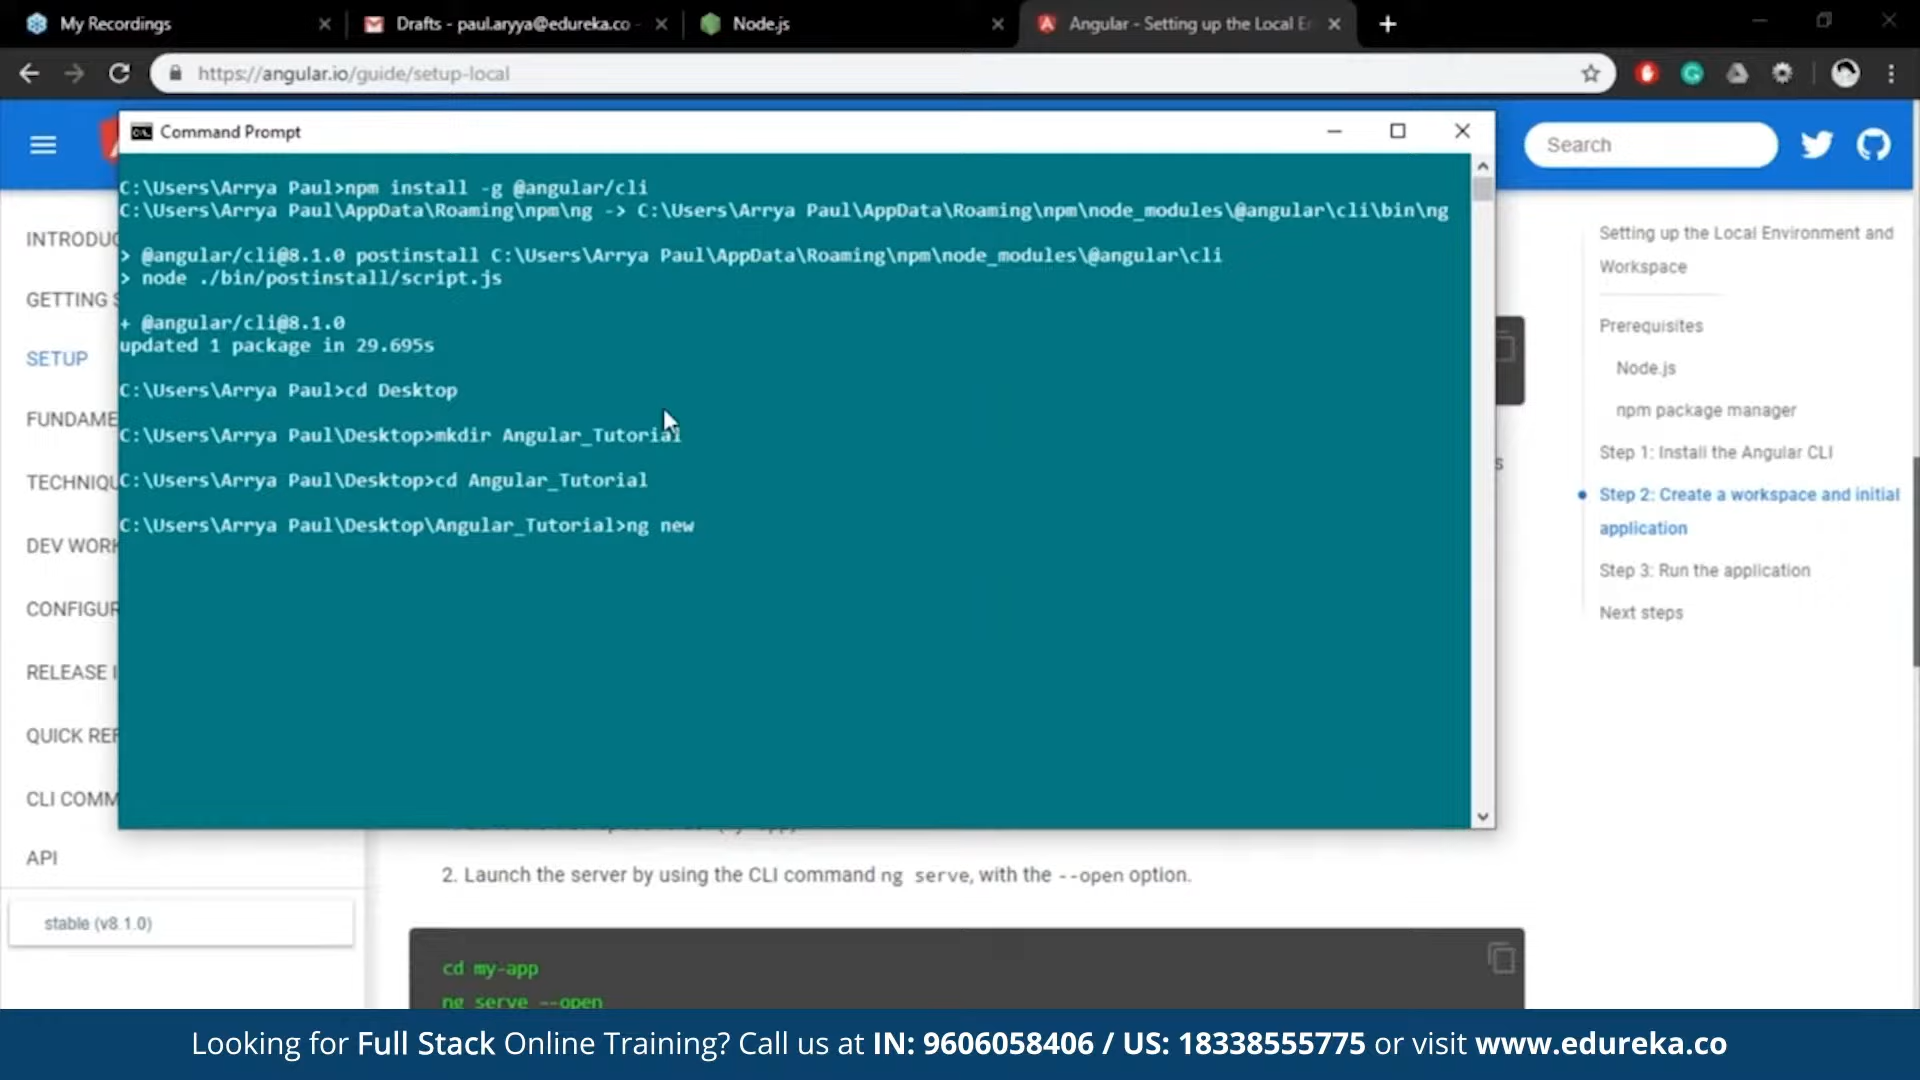 My Recordings
Drafts - paul.aryya@edureka.co
Node.js
Angular - Setting up the Local E
https://angular.io/guide/setup-local
Command Prompt
Search
C:\Users\Arrya Paul>npm install -g @angular/cli
C:\Users\Arrya Paul\AppData\Roaming\npm\ng -> C:\Users\Arrya Paul\AppData\Roaming\npm\node_modules\@angular\cli\bin\ng
> @angular/cli@8.1.0 postinstall C:\Users\Arrya Paul\AppData\Roaming\npm\node_modules\@angular\cli
> node ./bin/postinstall/script.js
+ @angular/cli@8.1.0
updated 1 package in 29.695s
C:\Users\Arrya Paul>cd Desktop
C:\Users\Arrya Paul\Desktop>mkdir Angular_Tutorial
C:\Users\Arrya Paul\Desktop>cd Angular_Tutorial
C:\Users\Arrya Paul\Desktop\Angular_Tutorial>ng new
INTRODUC
GETTING S
SETUP
FUNDAME
TECHNIQU
DEV WORK
CONFIGUR
RELEASE I
QUICK REF
CLI COMM
API
stable (v8.1.0)
Setting up the Local Environment and
Workspace
Prerequisites
Node.js
npm package manager
Step 1: Install the Angular CLI
Step 2: Create a workspace and initial
application
Step 3: Run the application
Next steps
s
2. Launch the server by using the CLI command ng serve, with the --open option.
cd my-app
ng serve --open
Looking for Full Stack Online Training? Call us at IN: 9606058406 / US: 18338555775 or visit www.edureka.co